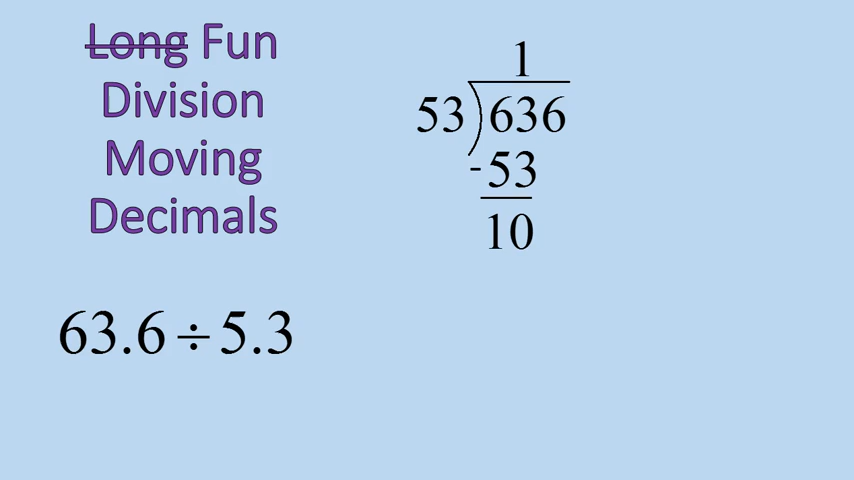 Long Fun
Division
Moving
Decimals
1
53)636
-53
10
63.6÷5.3